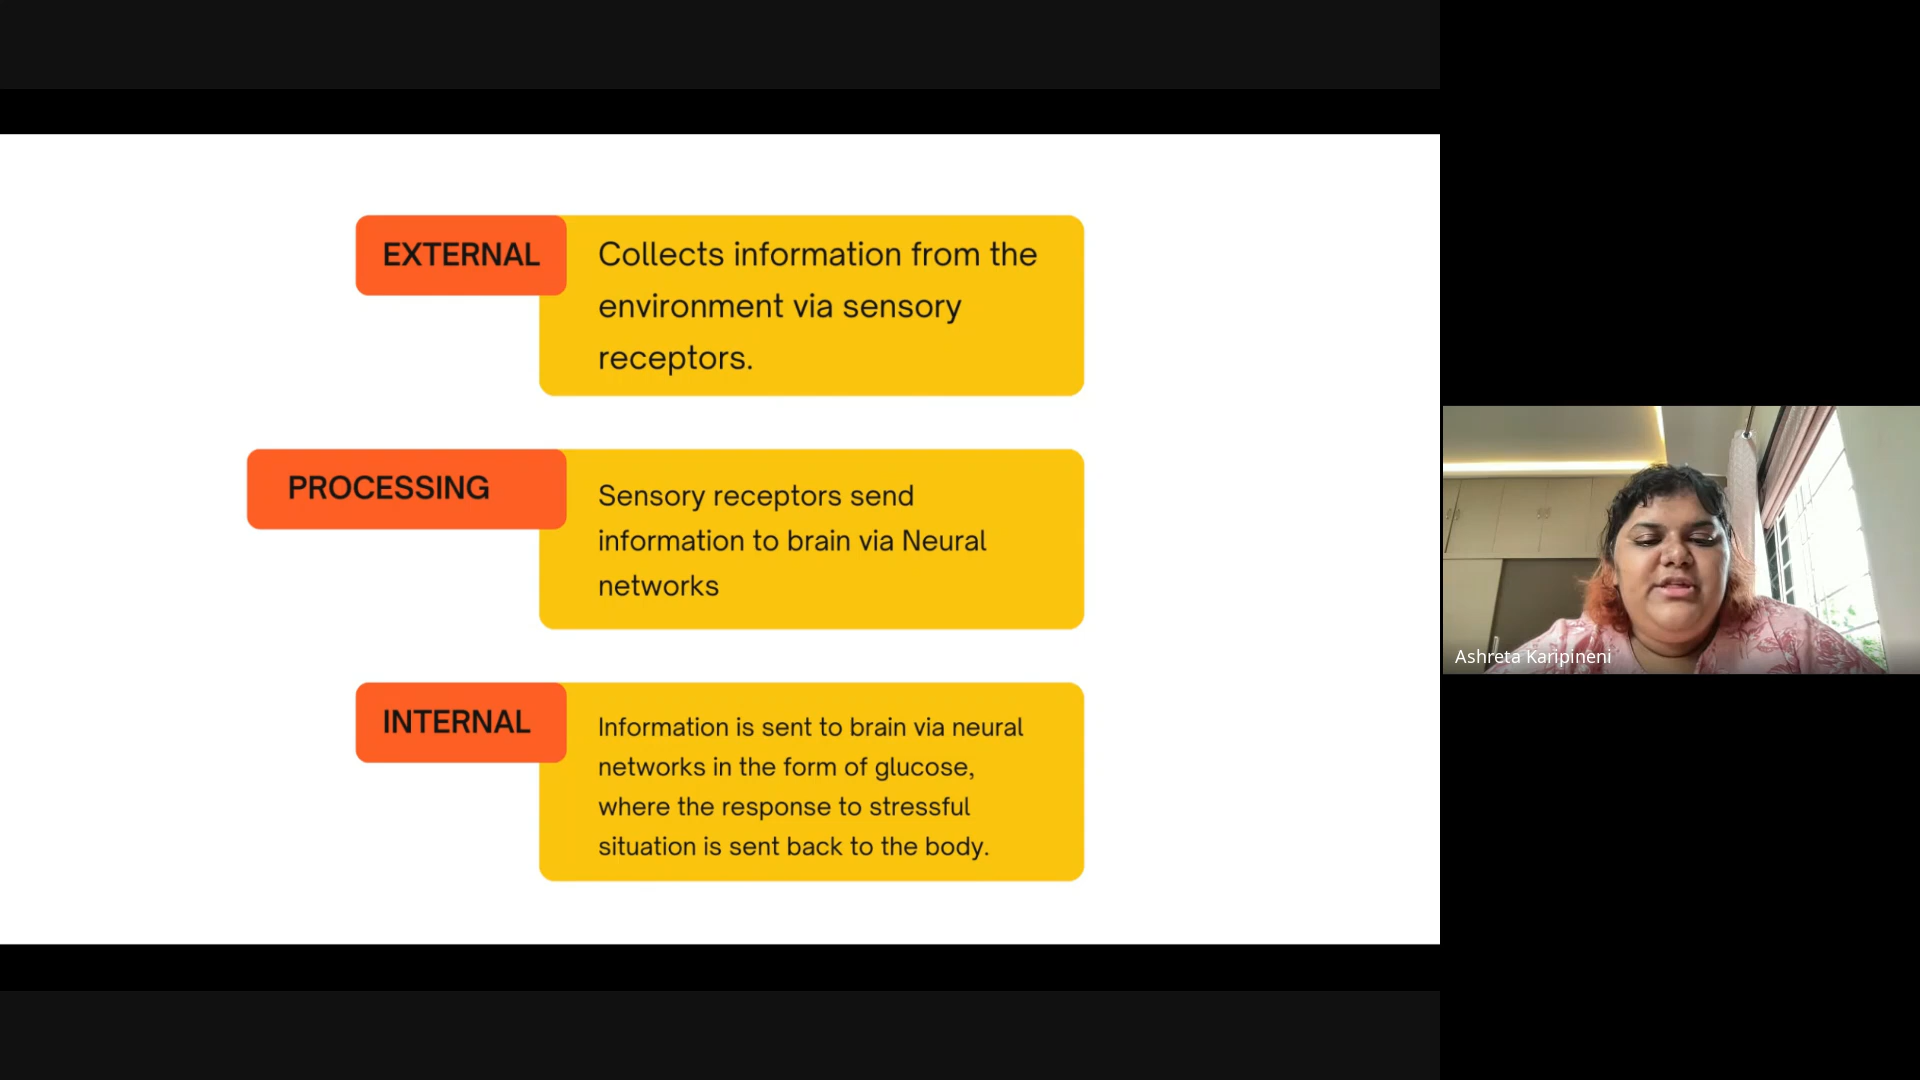 EXTERNAL
Collects information from the
environment via sensory
receptors.
PROCESSING
Sensory receptors send
information to brain via Neural
networks
INTERNAL
Information is sent to brain via neural
networks in the form of glucose,
where the response to stressful
situation is sent back to the body.
Ashreta Karipineni